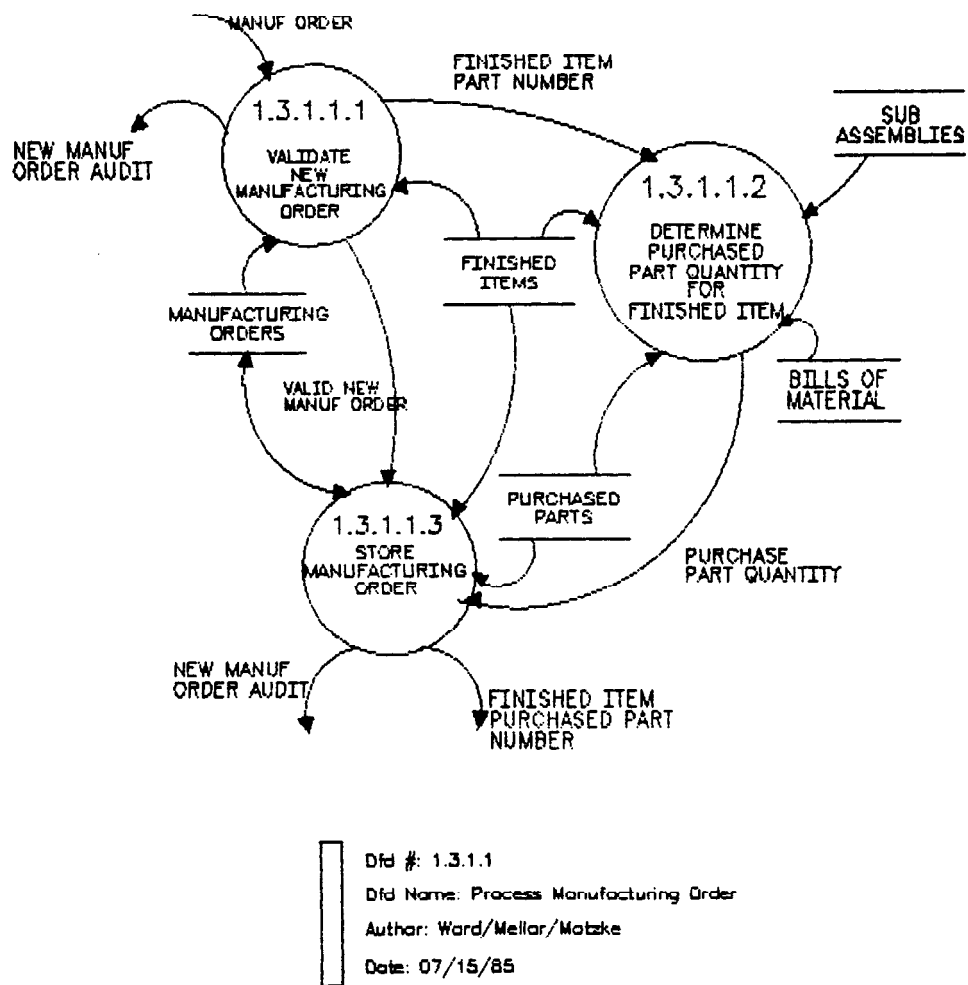 MANUF ORDER
FINISHED ITEM
PART NUMBER
1.3.1.1.1
VALIDATE
NEW
MANUFACTURING
ORDER
NEW MANUF
ORDER AUDIT
SUB
ASSEMBLIES
1.3.1.1.2
DETERMINE
PURCHASED
PART QUANTITY
FOR
FINISHED ITEM
FINISHED
ITEMS
MANUFACTURING
ORDERS
VALID NEW
MANUF ORDER
BILLS OF
MATERIAL
PURCHASED
PARTS
1.3.1.1.3
STORE
MANUFACTURING
ORDER
PURCHASE
PART QUANTITY
NEW MANUF
ORDER AUDIT
FINISHED ITEM
PURCHASED PART
NUMBER
Dfd #: 1.3.1.1
Dfd Name: Process Manufacturing Order
Author: Ward/Mellar/Matzke
Date: 07/15/85